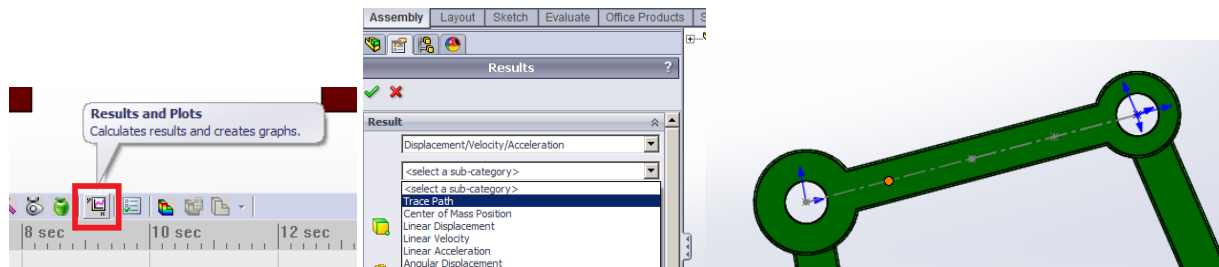 Results and Plots
Calculates results and creates graphs.
8 sec
10 sec
12 sec
Assembly
Layout
Sketch
Evaluate
Office Products
S
Results
?
Result
Displacement/Velocity/Acceleration
<select a sub-category>
<select a sub-category>
Trace Path
Center of Mass Position
Linear Displacement
Linear Velocity
Linear Acceleration
Angular Displacement